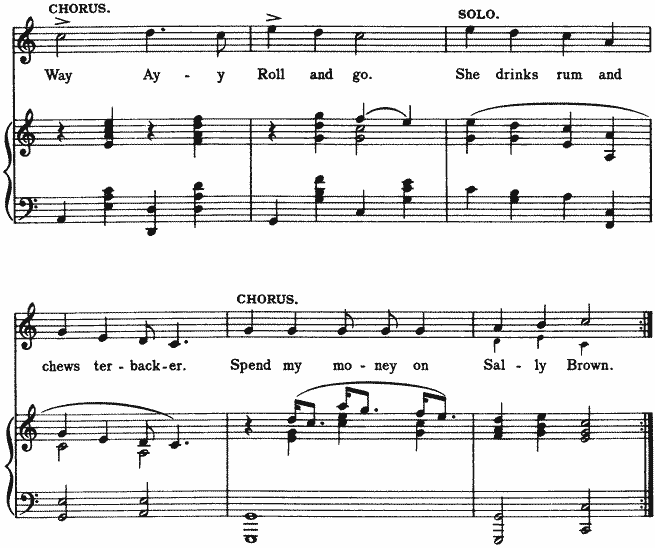 CHORUS. SOLO.
Way Ay - y Roll and go. She drinks rum and
CHORUS.
chews ter - back - er. Spend my mo - ney on Sal - ly Brown.